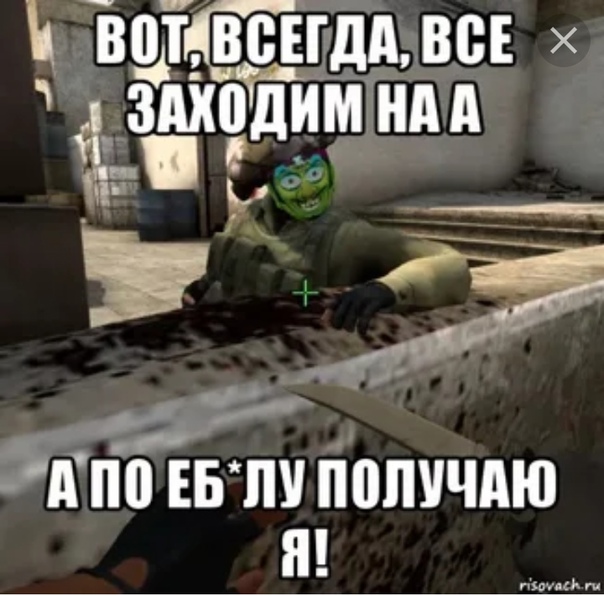 ВОТ, ВСЕГДА, ВСЕ
ЗАХОДИМ НА А
А ПО ЕБ*ЛУ ПОЛУЧАЮ
Я!
risovach.ru